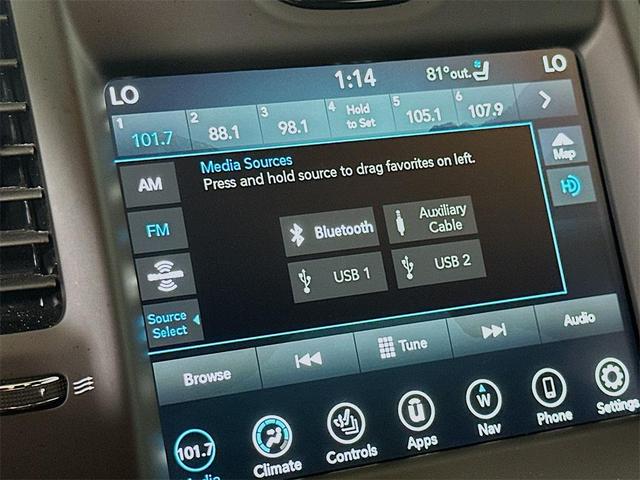 LO
1:14
81°out.
LO
1
101.7
2
88.1
3
98.1
4
Hold
to Set
5
105.1
6
107.9
Media Sources
Press and hold source to drag favorites on left.
AM
FM
Source
Select
Bluetooth
Auxiliary
Cable
USB 1
USB 2
Map
HD
Browse
Tune
Audio
101.7
Audio
Climate
Controls
Apps
W
Nav
Phone
Settings